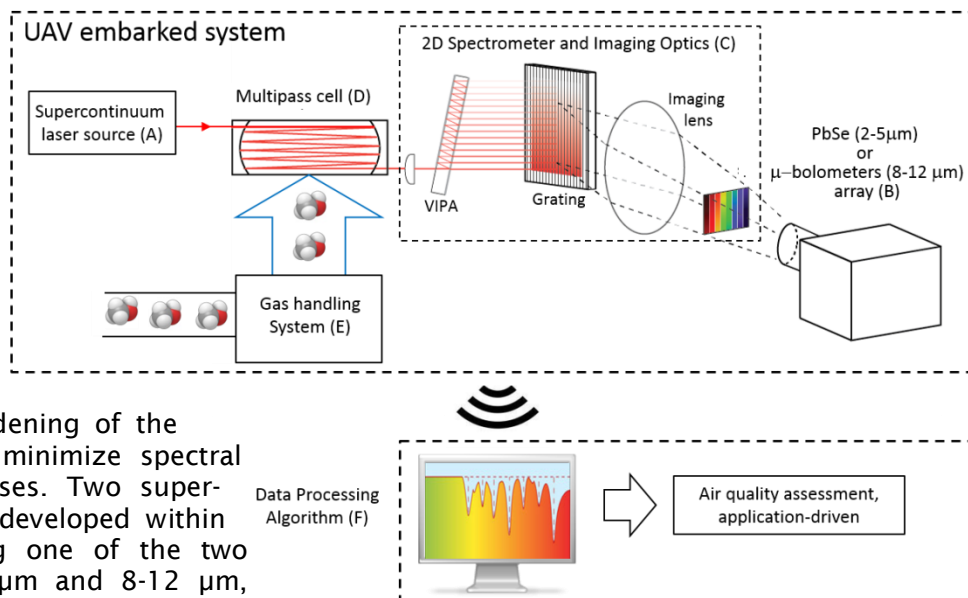 UAV embarked system
2D Spectrometer and Imaging Optics (C)
Supercontinuum
laser source (A)
Multipass cell (D)
Imaging
lens
VIPA
Grating
PbSe (2-5μm)
or
μ−bolometers (8-12 μm)
array (B)
Gas handling
System (E)
dening of the
minimize spectral
ses. Two super-
developed within
g one of the two
μm and 8-12 μm,
Data Processing
Algorithm (F)
Air quality assessment,
application-driven